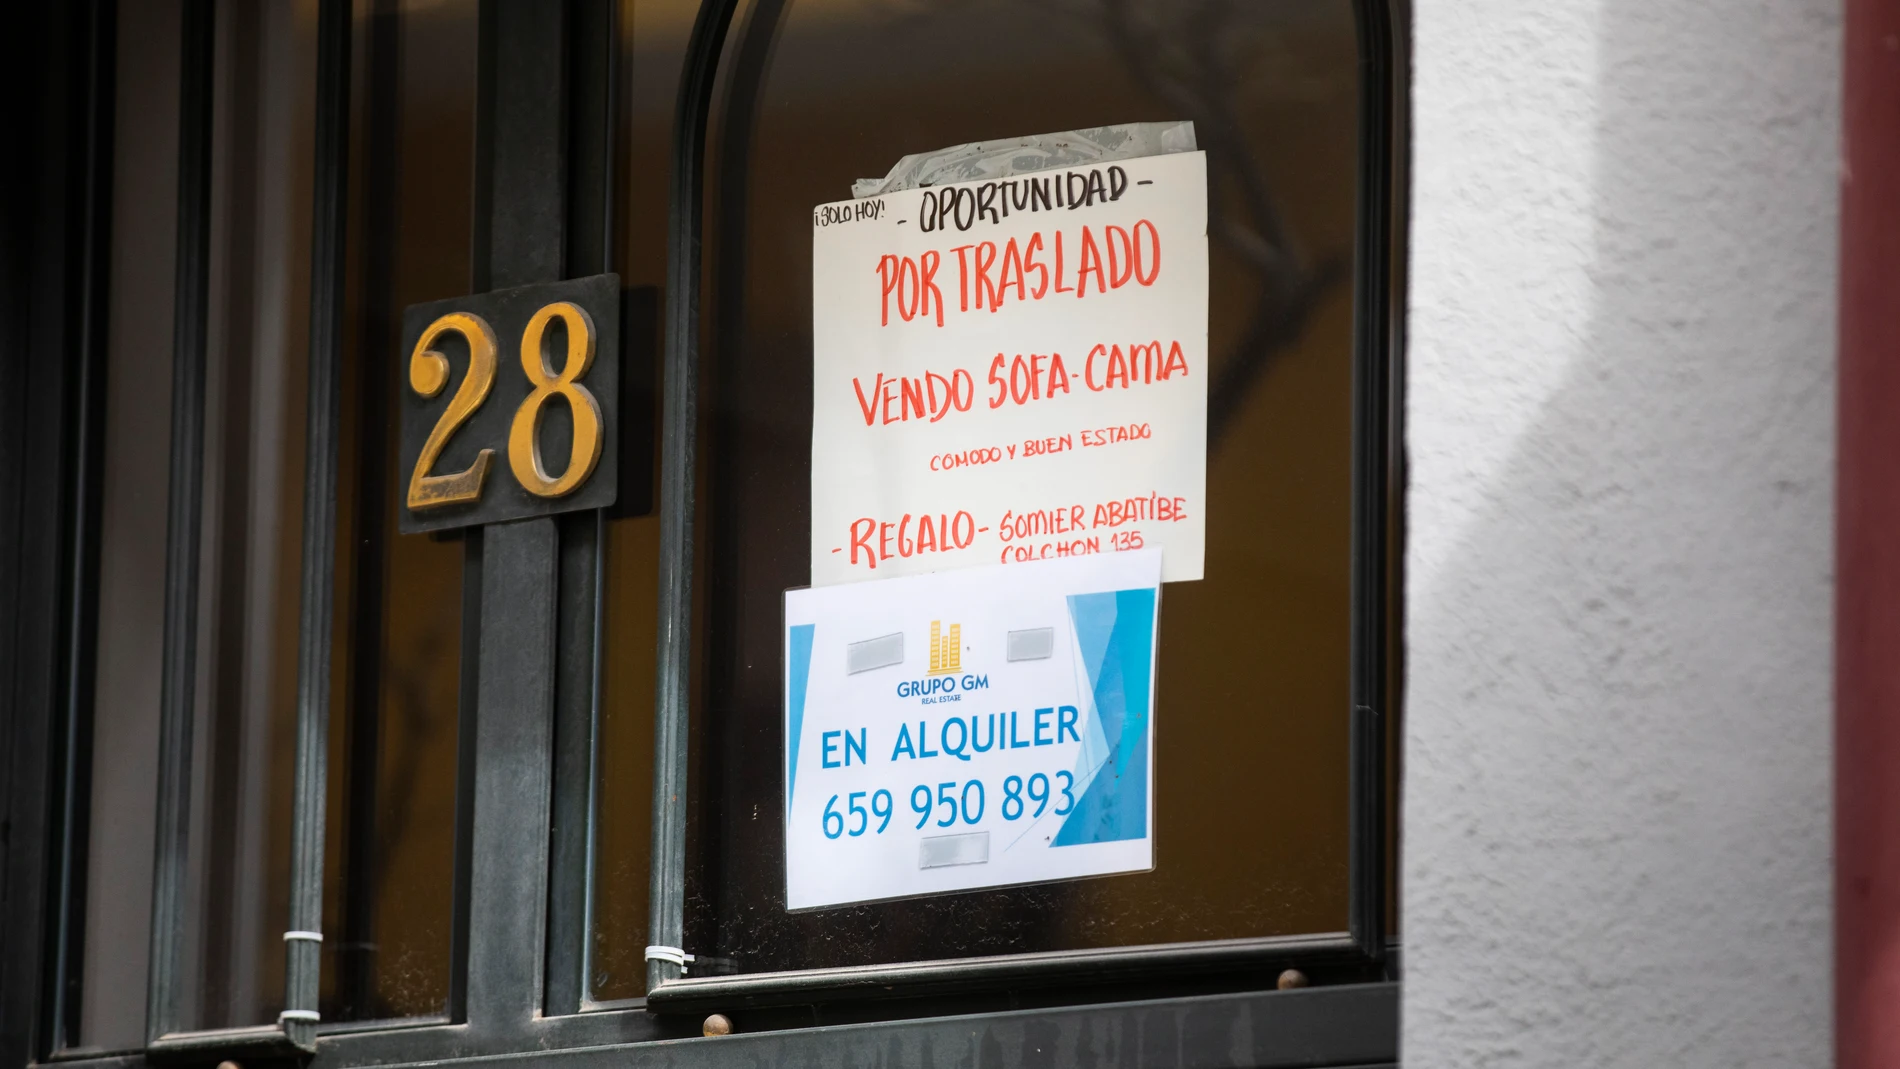 28
¡SOLO HOY! - OPORTUNIDAD -
POR TRASLADO
VENDO SOFA-CAMA
COMODO Y BUEN ESTADO
- REGALO - SOMIER ABATÍBE
COLCHON 135
GRUPO GM
REAL ESTATE
EN ALQUILER
659 950 893